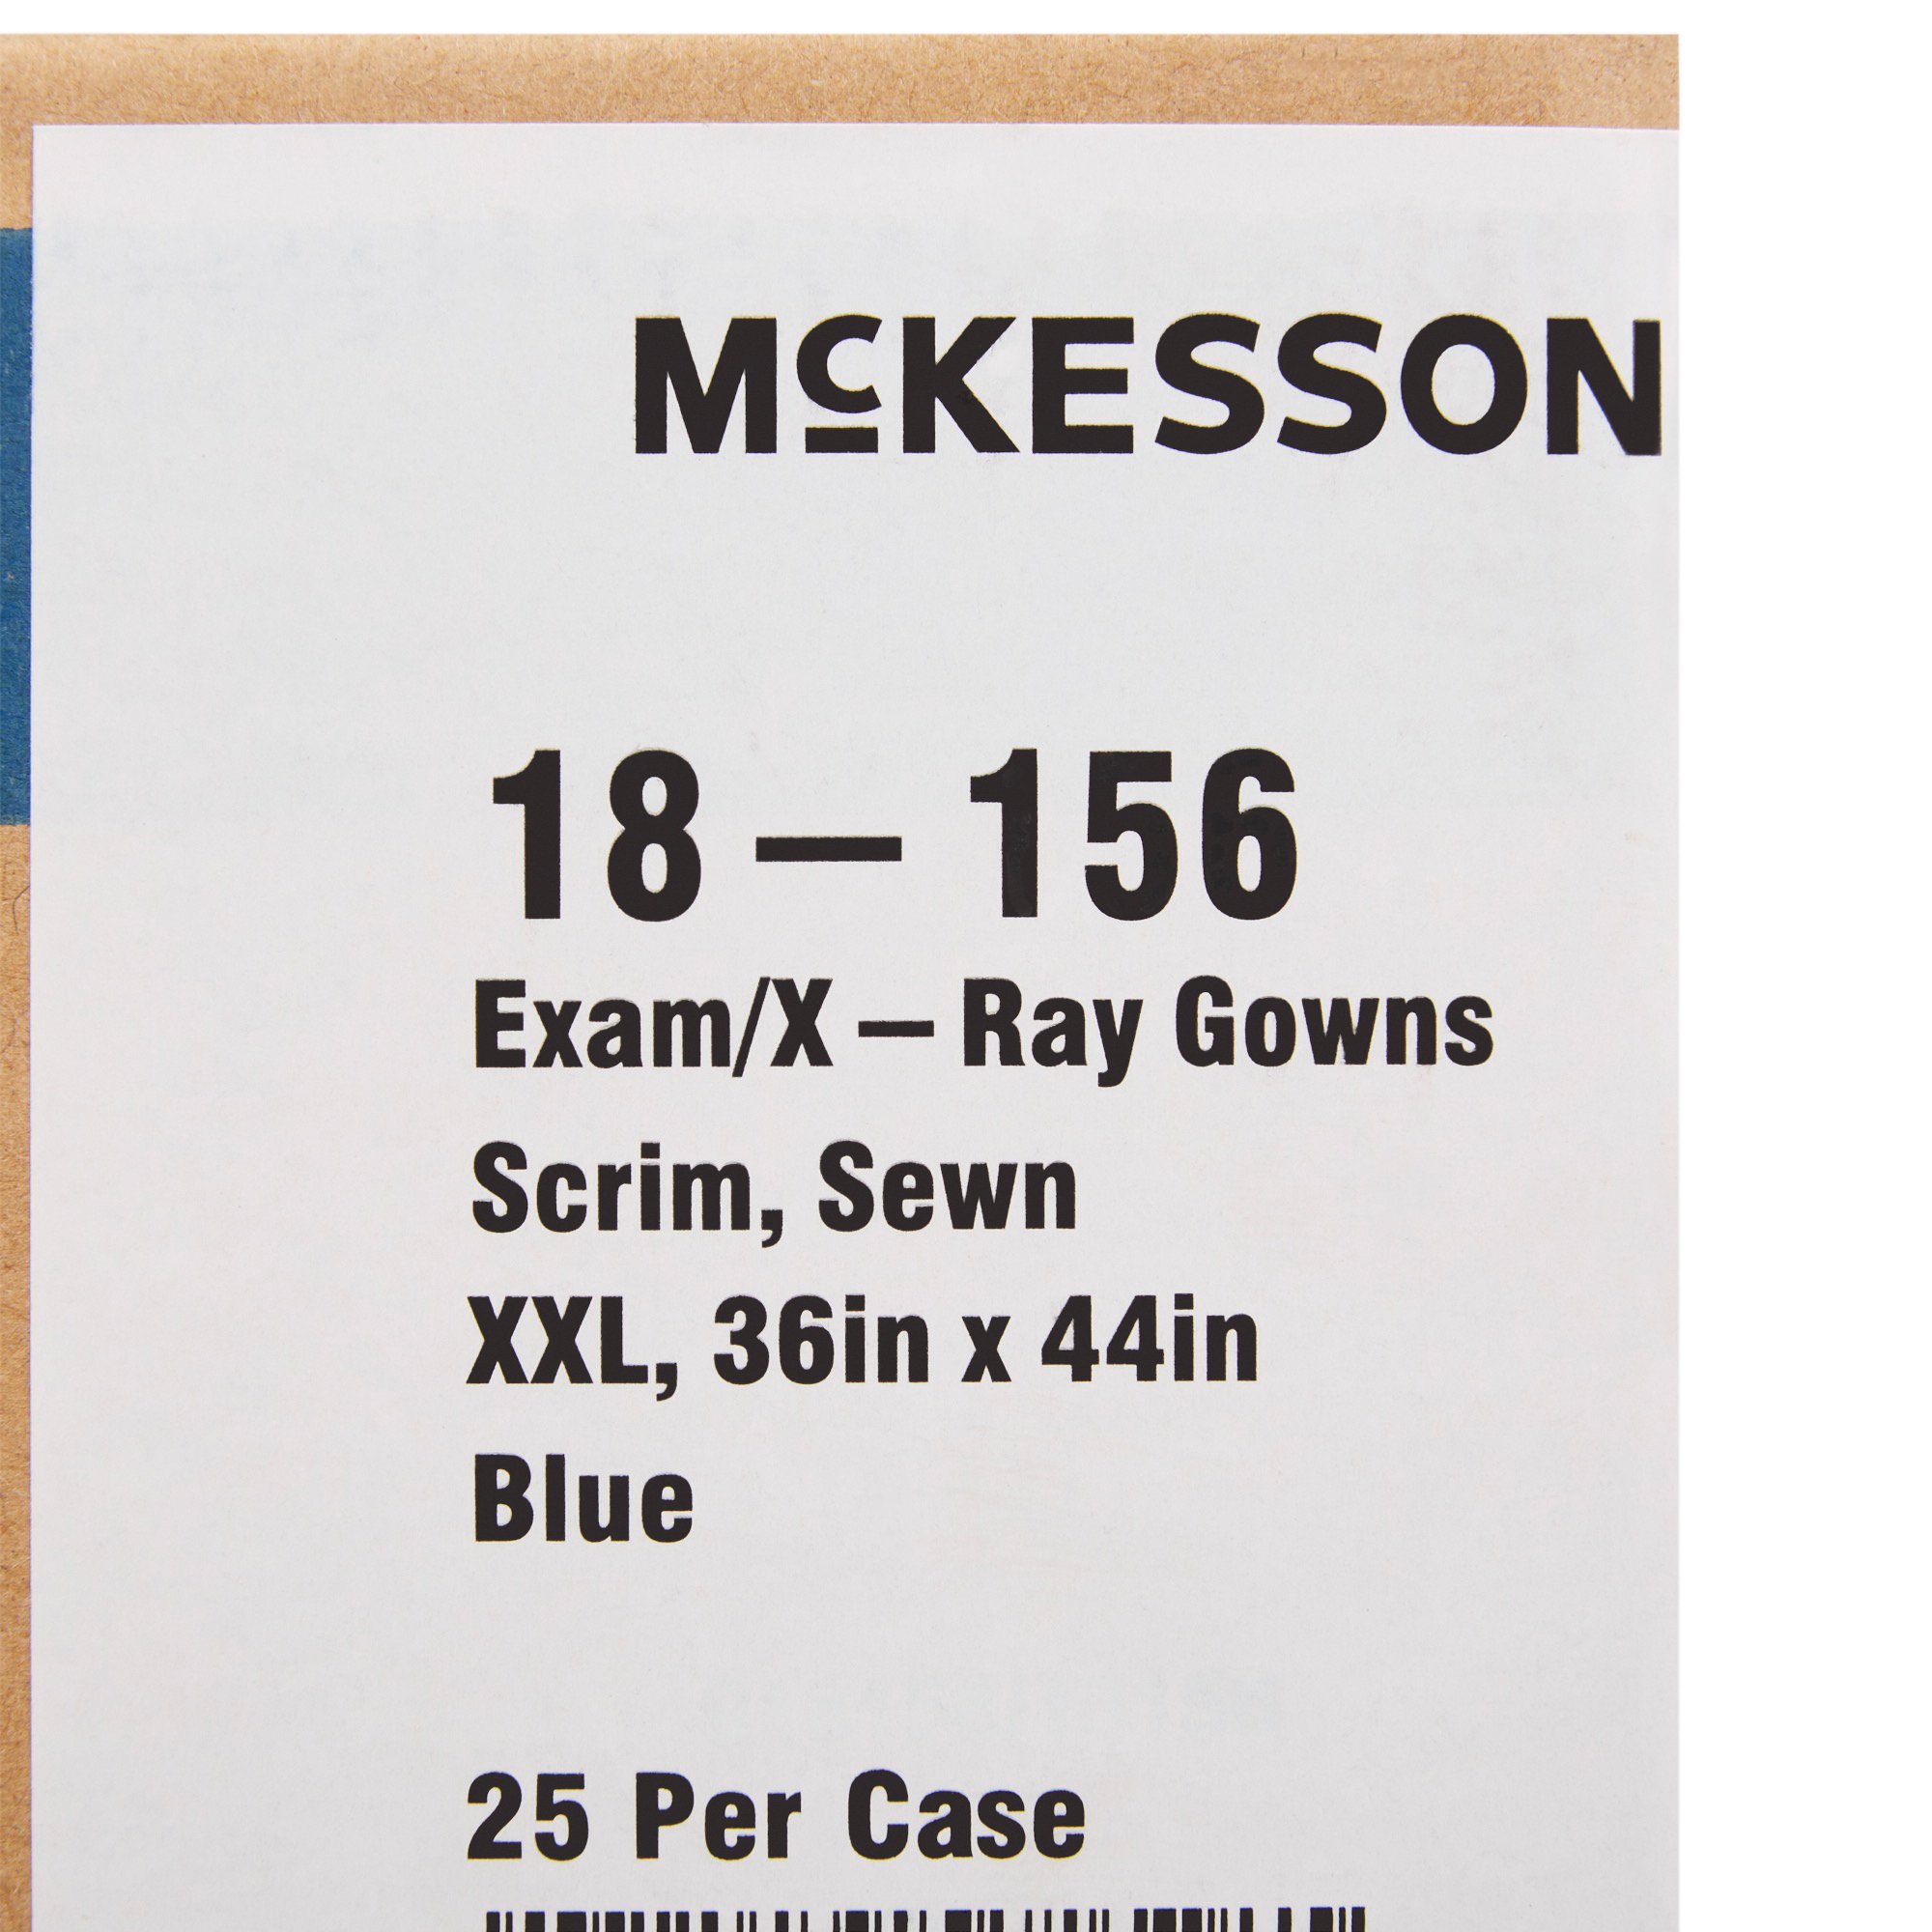 McKESSON
18-156
Exam/X-Ray Gowns
Scrim, Sewn
XXL, 36in x 44in
Blue
25 Per Case